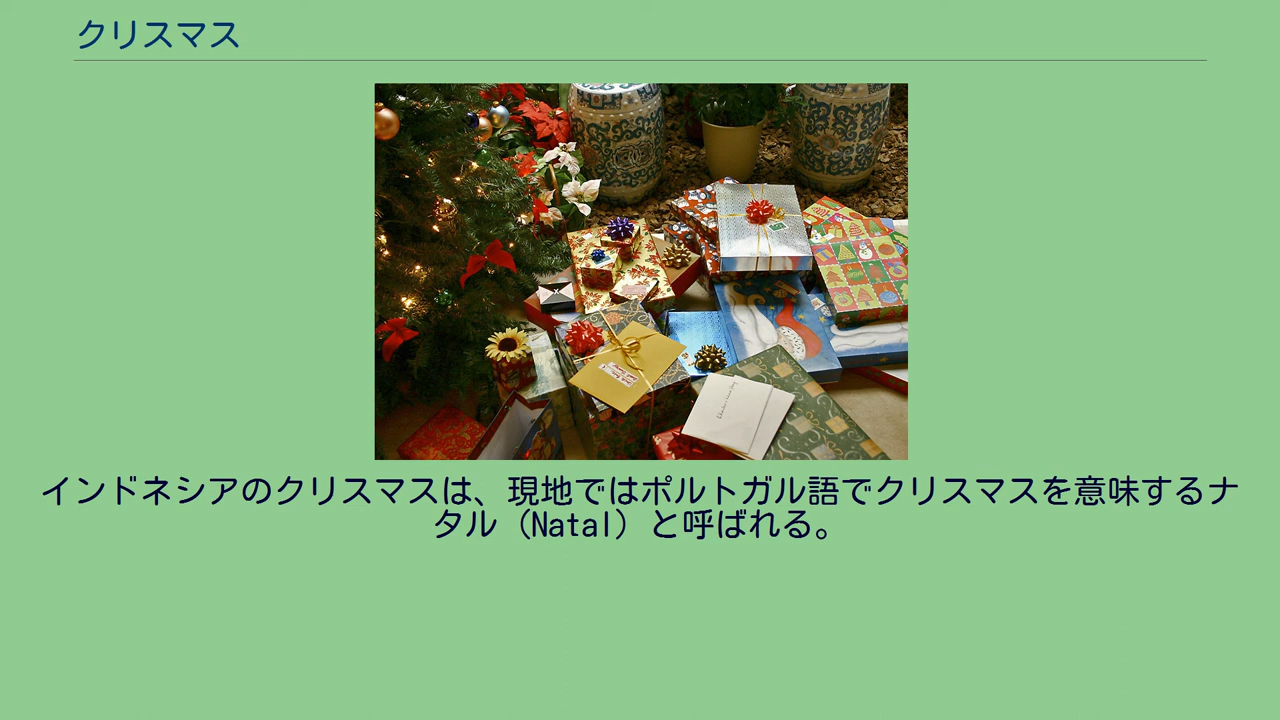 クリスマス
インドネシアのクリスマスは、現地ではポルトガル語でクリスマスを意味するナ
タル（Natal）と呼ばれる。